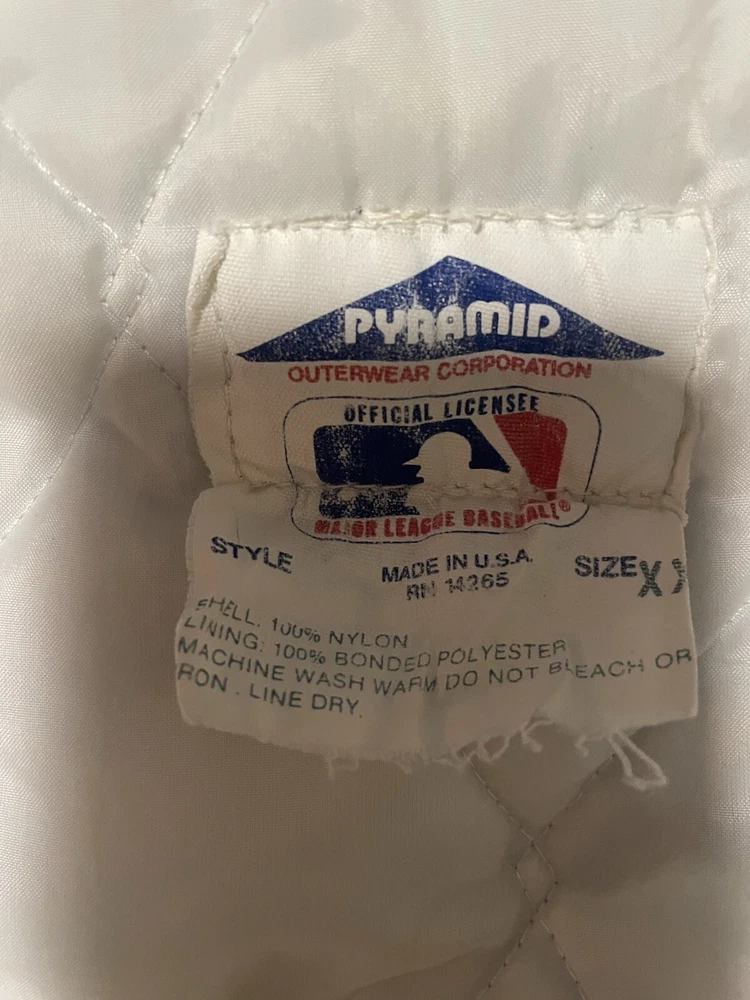 PYRAMID
OUTERWEAR CORPORATION
OFFICIAL LICENSEE
MAJOR LEAGUE BASEBALL®
STYLE MADE IN U.S.A. SIZE X X
RN 14265
SHELL: 100% NYLON
LINING: 100% BONDED POLYESTER
MACHINE WASH WARM DO NOT BLEACH OR
RON. LINE DRY.